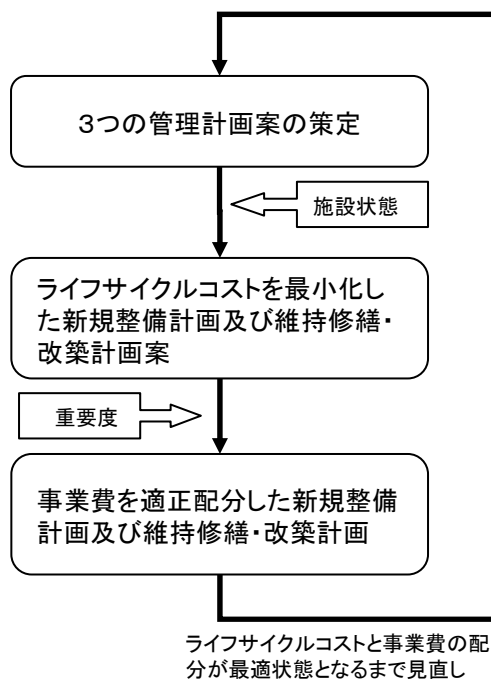 ３つの管理計画案の策定
施設状態
ライフサイクルコストを最小化し
た新規整備計画及び維持修繕・
改築計画案
重要度
事業費を適正配分した新規整備
計画及び維持修繕・改築計画
ライフサイクルコストと事業費の配
分が最適状態となるまで見直し